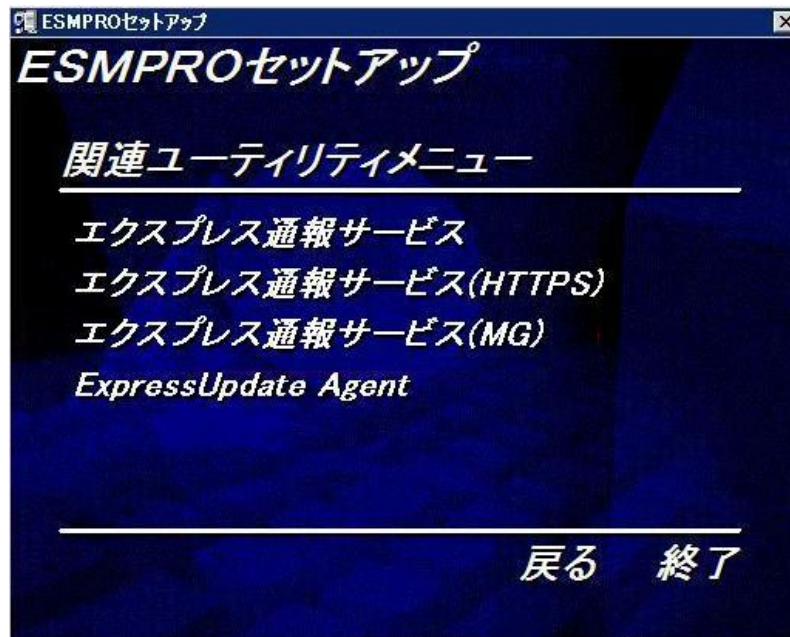 ESMPROセットアップ
ESMPROセットアップ
関連ユーティリティメニュー
エクスプレス通報サービス
エクスプレス通報サービス(HTTPS)
エクスプレス通報サービス(MG)
ExpressUpdate Agent
戻る 終了